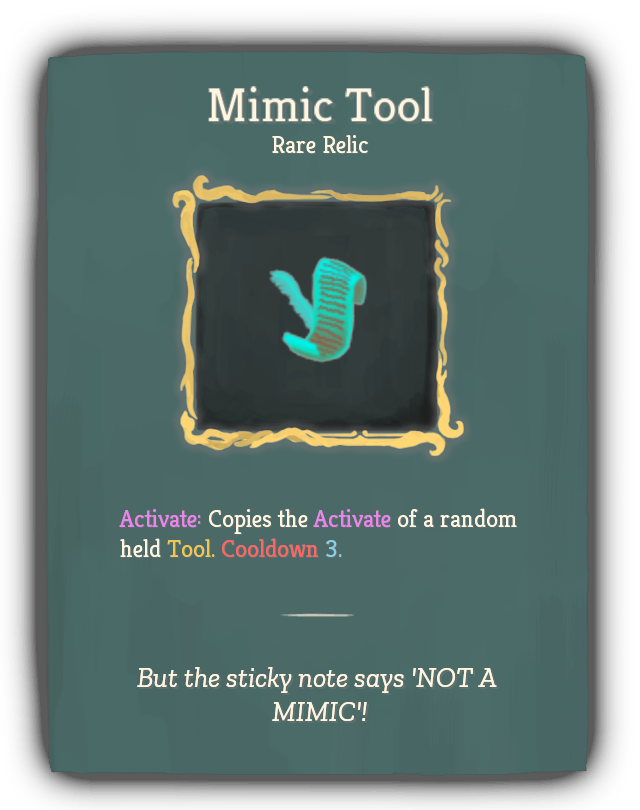 Mimic Tool
Rare Relic
Activate: Copies the Activate of a random
held Tool. Cooldown 3.
But the sticky note says 'NOT A
MIMIC'!